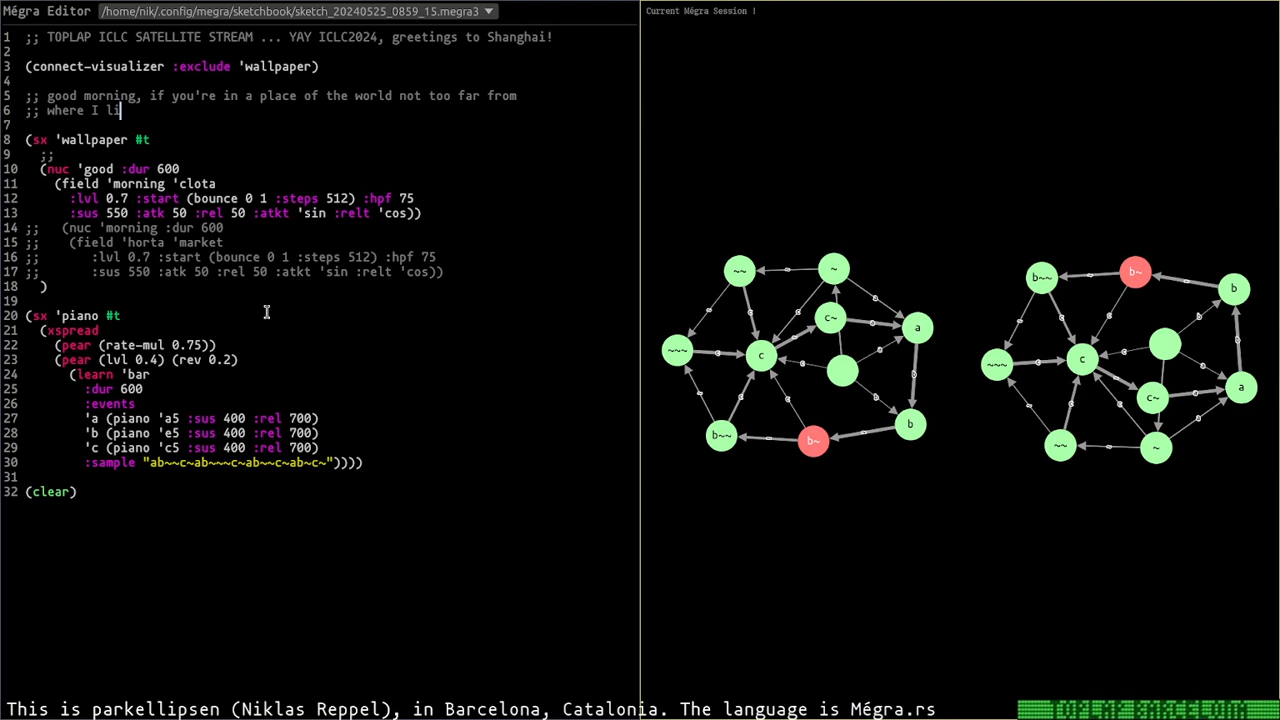 Mégra Editor /home/nik/.config/megra/sketchbook/sketch_20240525_0859_15.megra3
1 ;; TOPLAP ICLC SATELLITE STREAM ... YAY ICLC2024, greetings to Shanghai!
2
3 (connect-visualizer :exclude 'wallpaper)
4
5 ;; good morning, if you're in a place of the world not too far from
6 ;; where I li
7
8 (sx 'wallpaper #t
9   ;;
10   (nuc 'good :dur 600
11     (field 'morning 'clota
12       :lvl 0.7 :start (bounce 0 1 :steps 512) :hpf 75
13       :sus 550 :atk 50 :rel 50 :atkt 'sin :relt 'cos))
14 ;;   (nuc 'morning :dur 600
15 ;;    (field 'horta 'market
16 ;;       :lvl 0.7 :start (bounce 0 1 :steps 512) :hpf 75
17 ;;       :sus 550 :atk 50 :rel 50 :atkt 'sin :relt 'cos))
18   )
19
20 (sx 'piano #t
21   (xspread
22     (pear (rate-mul 0.75))
23     (pear (lvl 0.4) (rev 0.2)
24       (learn 'bar
25         :dur 600
26         :events
27         'a (piano 'a5 :sus 400 :rel 700)
28         'b (piano 'e5 :sus 400 :rel 700)
29         'c (piano 'c5 :sus 400 :rel 700)
30         :sample "ab~~c~ab~~~c~ab~~c~ab~c~"))))
31
32 (clear)
Current Mégra Session !
~~ ~ c~ a ~~~ c b~~ b~ b
b~~ b~ b ~~~ c c~ a ~~ ~
This is parkellipsen (Niklas Reppel), in Barcelona, Catalonia. The language is Mégra.rs
TOPLAP BARCELONA